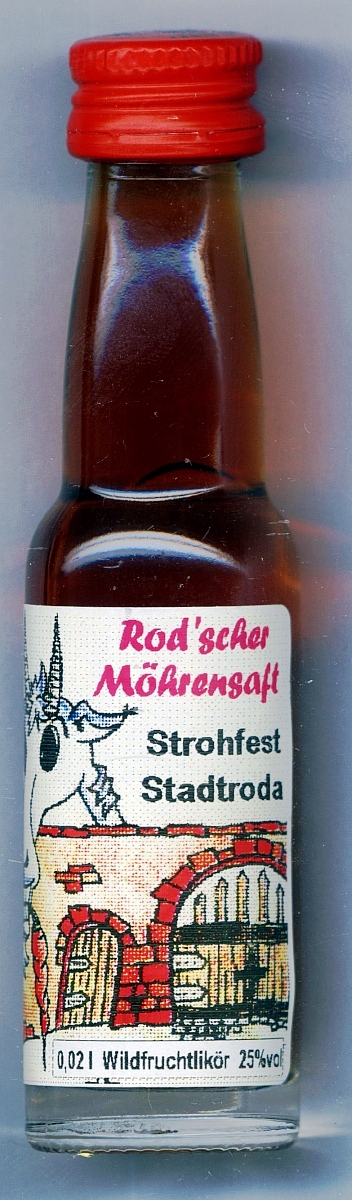 Rod'scher
Möhrensaft
Strohfest
Stadtroda
0,02 l Wildfruchtlikör 25%vol